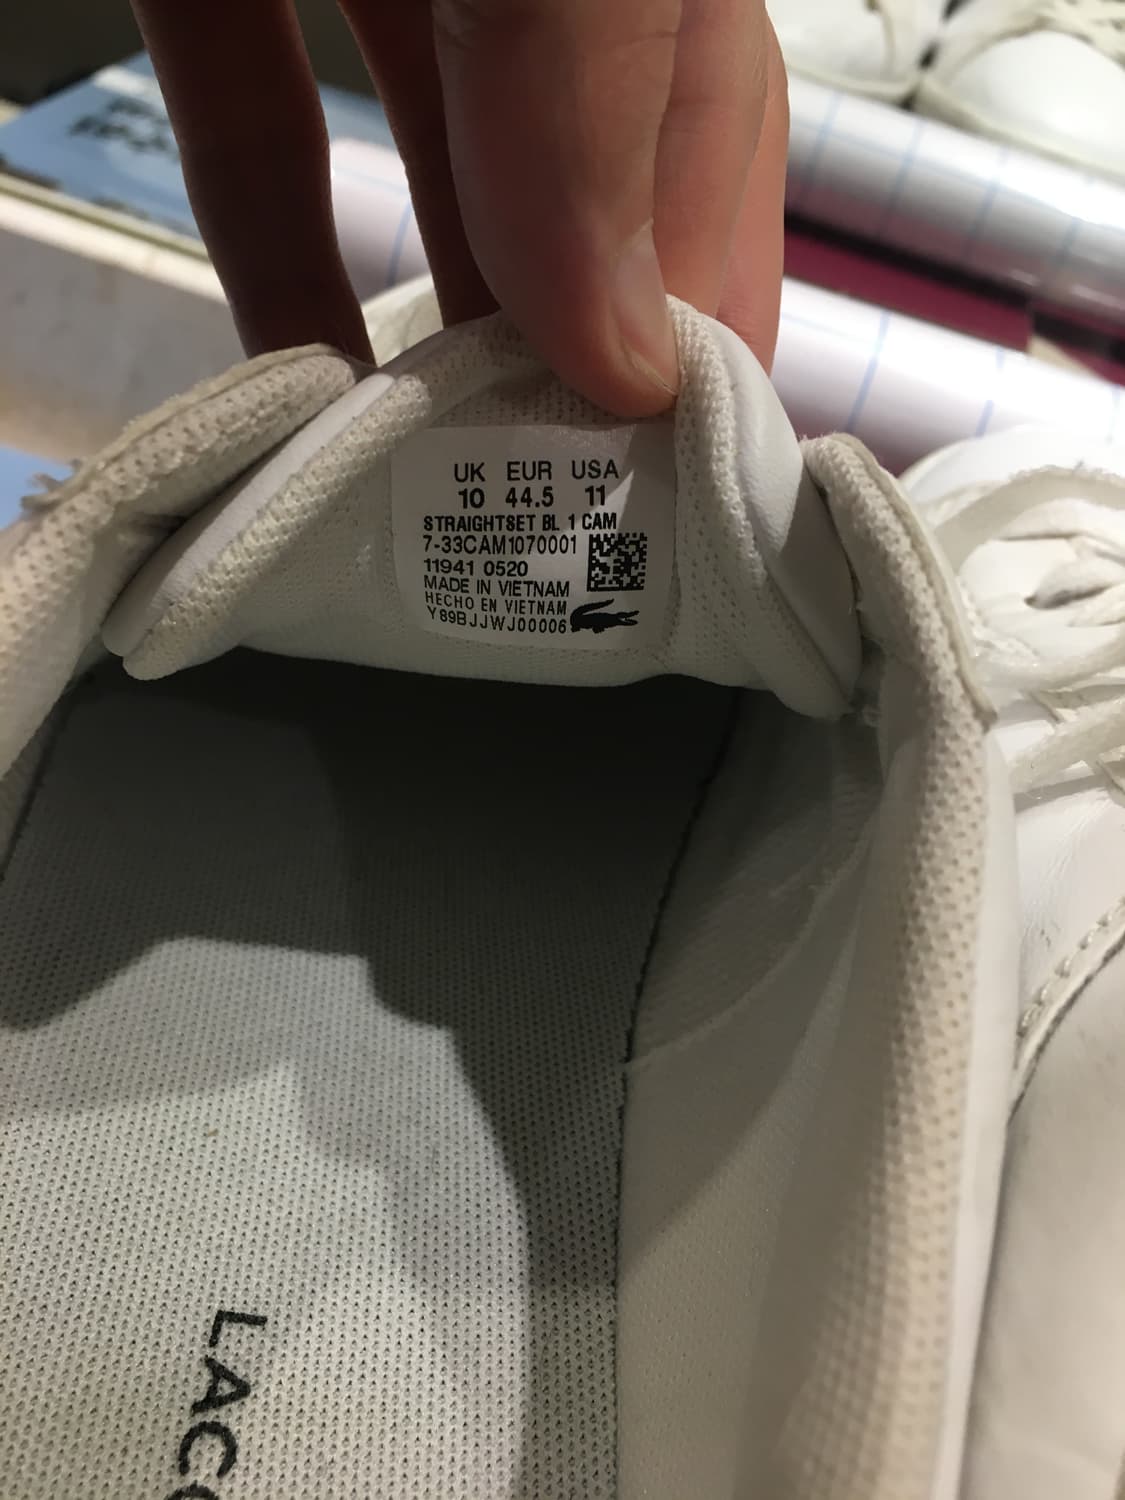 UK EUR USA
10 44.5 11
STRAIGHTSET BL 1 CAM
7-33CAM1070001
11941 0520
MADE IN VIETNAM
HECHO EN VIETNAM
Y89BJJWJ00006
LACO